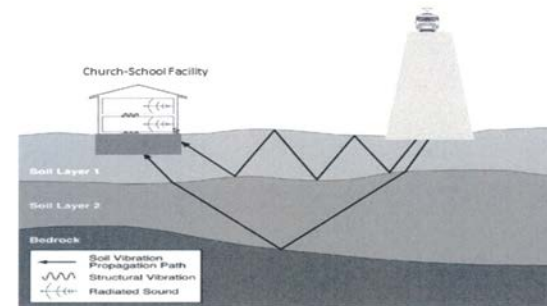 Church-School Facility
Soil Layer 1
Soil Layer 2
Bedrock
Soil Vibration
Propagation Path
Structural Vibration
Radiated Sound